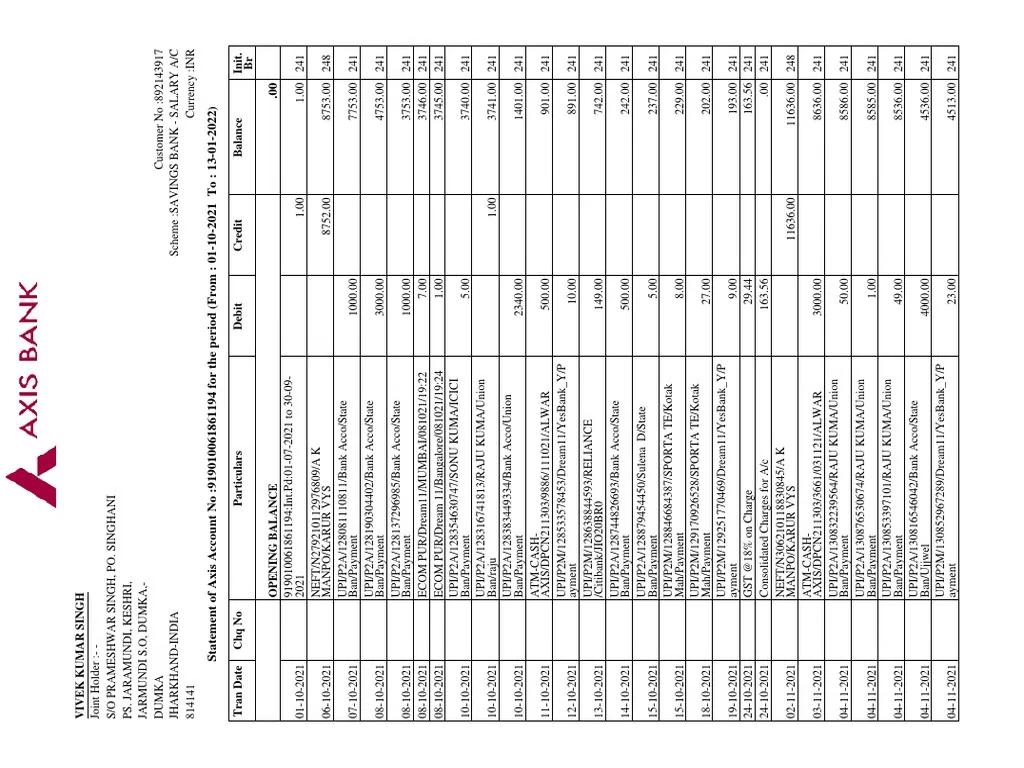 AXIS BANK
VIVEK KUMAR SINGH
Joint Holder :- -
S/O PRAMESHWAR SINGH, PO. SINGHANI
PS. JARAMUNDI, KESHRI,
JARMUNDI S.O, DUMKA,-
DUMKA Customer No :892143917
JHARKHAND-INDIA Scheme :SAVINGS BANK - SALARY A/C
814141 Currency :INR
Statement of Axis Account No :919010061861194 for the period (From : 01-10-2021 To : 13-01-2022)
Tran Date Chq No Particulars Debit Credit Balance Init.
Br
OPENING BALANCE .00
01-10-2021 919010061861194:Int.Pd:01-07-2021 to 30-09- 1.00 1.00 241
2021
06-10-2021 NEFT/N279210112976809/A K 8752.00 8753.00 248
MANPO/KARUR VYS
07-10-2021 UPI/P2A/128081110811/Bank Acco/State 1000.00 7753.00 241
Ban/Payment
08-10-2021 UPI/P2A/128190304402/Bank Acco/State 3000.00 4753.00 241
Ban/Payment
08-10-2021 UPI/P2A/128137296985/Bank Acco/State 1000.00 3753.00 241
Ban/Payment
08-10-2021 ECOM PUR/Dream11/MUMBAI/081021/19:22 7.00 3746.00 241
08-10-2021 ECOM PUR/Dream 11/Bangalore/081021/19:24 1.00 3745.00 241
10-10-2021 UPI/P2A/128354630747/SONU KUMA/ICICI 5.00 3740.00 241
Ban/Payment
10-10-2021 UPI/P2A/128316741813/RAJU KUMA/Union 1.00 3741.00 241
Ban/raju
10-10-2021 UPI/P2A/128383449334/Bank Acco/Union 2340.00 1401.00 241
Ban/Payment
11-10-2021 ATM-CASH- 500.00 901.00 241
AXIS/DPCN211303/9886/111021/ALWAR
12-10-2021 UPI/P2M/128533578453/Dream11/YesBank_Y/P 10.00 891.00 241
ayment
13-10-2021 UPI/P2M/128638844593/RELIANCE 149.00 742.00 241
/Citibank/JIO20BR0
14-10-2021 UPI/P2A/128744826693/Bank Acco/State 500.00 242.00 241
Ban/Payment
15-10-2021 UPI/P2A/128879454450/Sulena D/State 5.00 237.00 241
Ban/Payment
15-10-2021 UPI/P2M/128846684387/SPORTA TE/Kotak 8.00 229.00 241
Mah/Payment
18-10-2021 UPI/P2M/129170926528/SPORTA TE/Kotak 27.00 202.00 241
Mah/Payment
19-10-2021 UPI/P2M/129251770469/Dream11/YesBank_Y/P 9.00 193.00 241
ayment
24-10-2021 GST @18% on Charge 29.44 163.56 241
24-10-2021 Consolidated Charges for A/c 163.56 .00 241
02-11-2021 NEFT/N306210118830845/A K 11636.00 11636.00 248
MANPO/KARUR VYS
03-11-2021 ATM-CASH- 3000.00 8636.00 241
AXIS/DPCN211303/3661/031121/ALWAR
04-11-2021 UPI/P2A/130832239564/RAJU KUMA/Union 50.00 8586.00 241
Ban/Payment
04-11-2021 UPI/P2A/130876530674/RAJU KUMA/Union 1.00 8585.00 241
Ban/Payment
04-11-2021 UPI/P2A/130853397101/RAJU KUMA/Union 49.00 8536.00 241
Ban/Payment
04-11-2021 UPI/P2A/130816546042/Bank Acco/State 4000.00 4536.00 241
Ban/Ujjwel
04-11-2021 UPI/P2M/130852967289/Dream11/YesBank_Y/P 23.00 4513.00 241
ayment